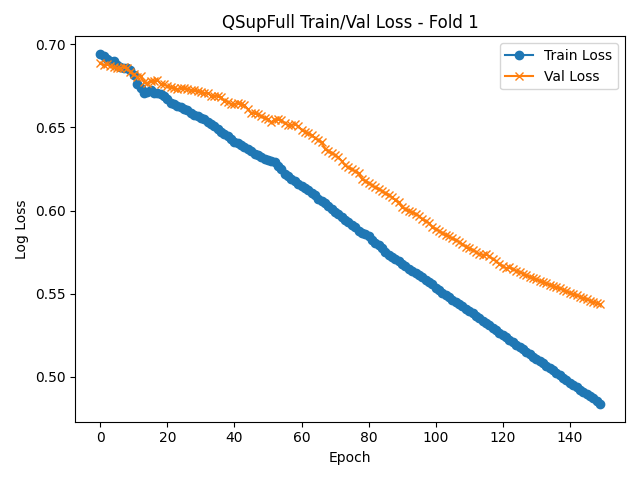 QSupFull Train/Val Loss - Fold 1
Train Loss
Val Loss
Log Loss
0.70
0.65
0.60
0.55
0.50
0 20 40 60 80 100 120 140
Epoch